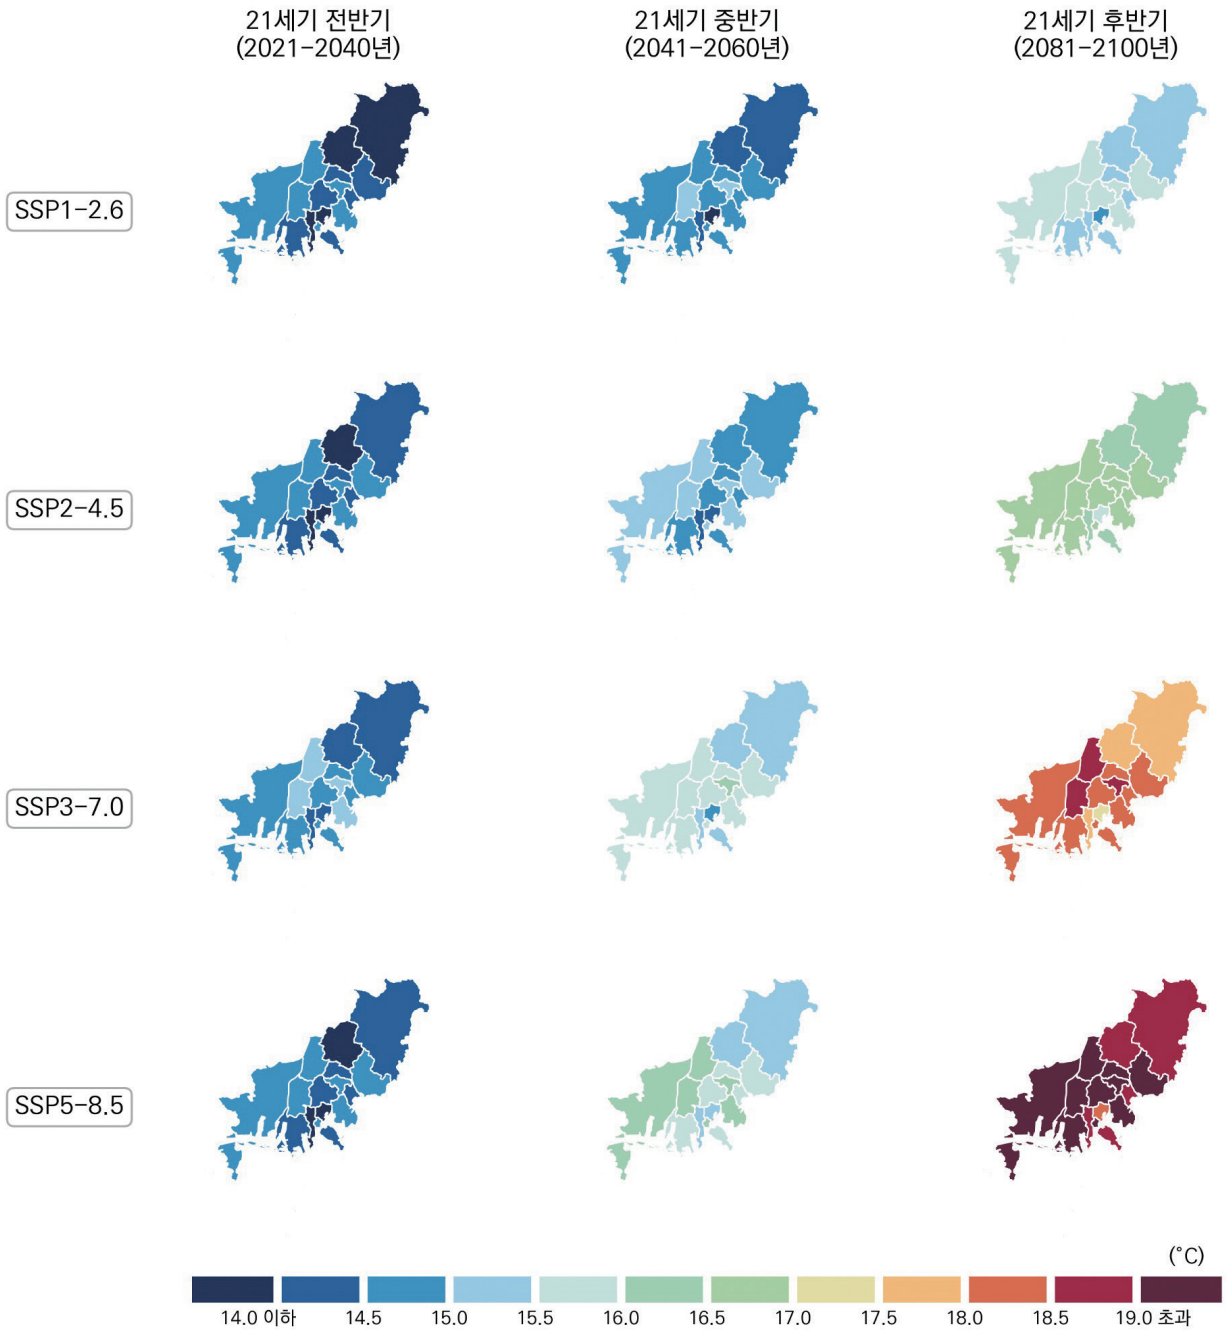 21세기 전반기
(2021-2040년)
21세기 중반기
(2041-2060년)
21세기 후반기
(2081-2100년)
SSP1-2.6
SSP2-4.5
SSP3-7.0
SSP5-8.5
(°C)
14.0 이하 14.5 15.0 15.5 16.0 16.5 17.0 17.5 18.0 18.5 19.0 초과